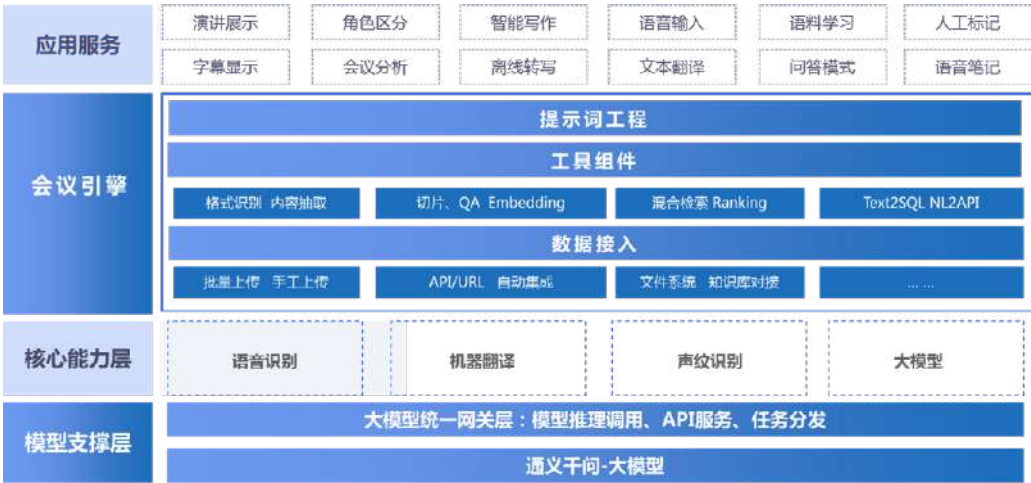 应用服务
演讲展示 角色区分 智能写作 语音输入 语料学习 人工标记
字幕显示 会议分析 离线转写 文本翻译 问答模式 语音笔记
会议引擎
提示词工程
工具组件
格式识别 内容抽取 切片、QA Embedding 混合检索 Ranking Text2SQL NL2API
数据接入
批量上传 手工上传 API/URL 自动集成 文件系统 知识库对接 ... ...
核心能力层
语音识别 机器翻译 声纹识别 大模型
模型支撑层
大模型统一网关层：模型推理调用、API服务、任务分发
通义千问-大模型